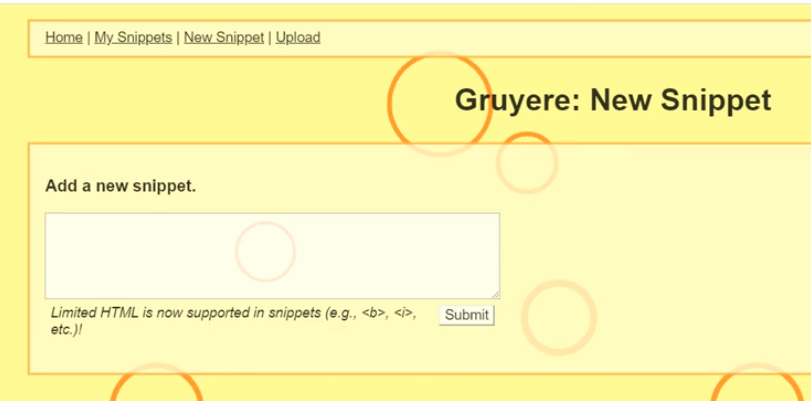 Home | My Snippets | New Snippet | Upload
Gruyere: New Snippet
Add a new snippet.
Limited HTML is now supported in snippets (e.g., <b>, <i>,
etc.)!
Submit